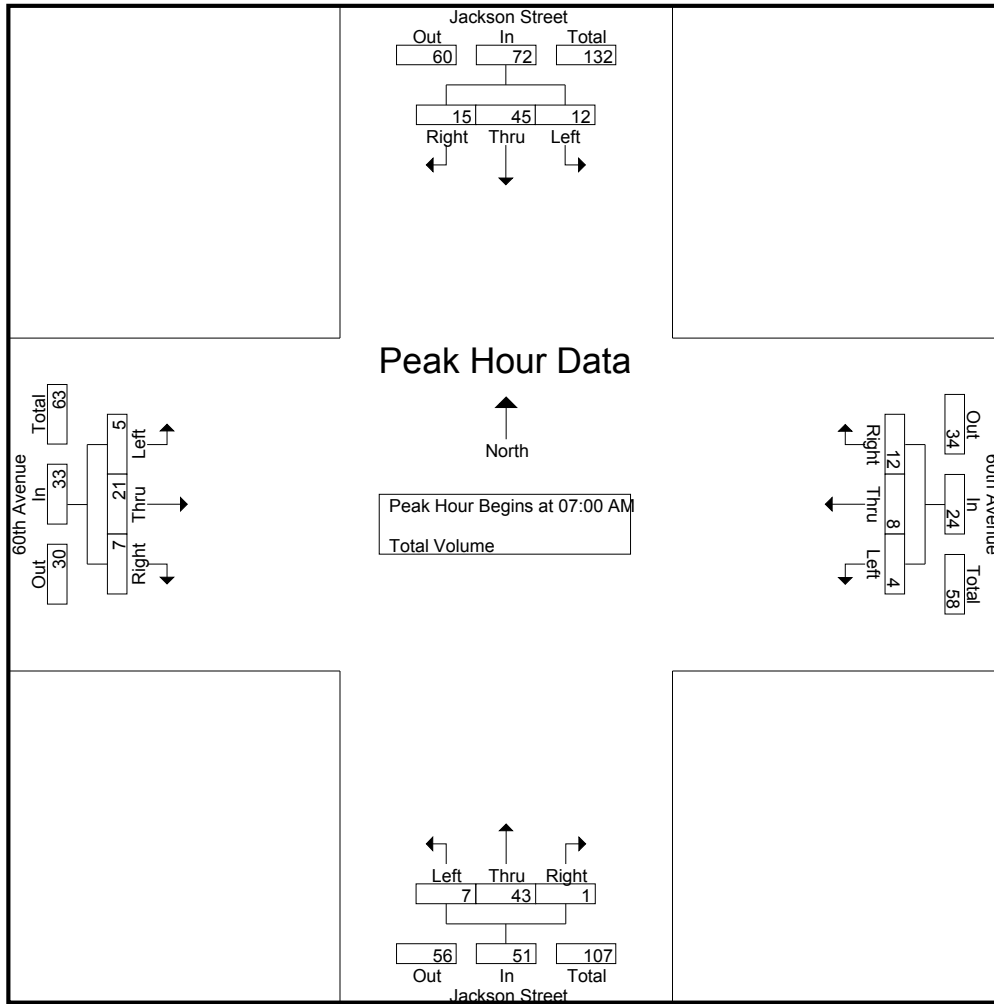 Jackson Street
Out In Total
60 72 132
15 45 12
Right Thru Left
Peak Hour Data
North
Peak Hour Begins at 07:00 AM
Total Volume
60th Avenue
Out In Total
30 33 63
7 21 5
Right Thru Left
60th Avenue
Out In Total
34 24 58
12 8 4
Right Thru Left
Left Thru Right
7 43 1
56 51 107
Out In Total
Jackson Street